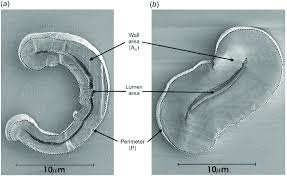 (a)
(b)
Wall
area
(Aw)
Lumen
area
Perimeter
(P)
10μm
10μm